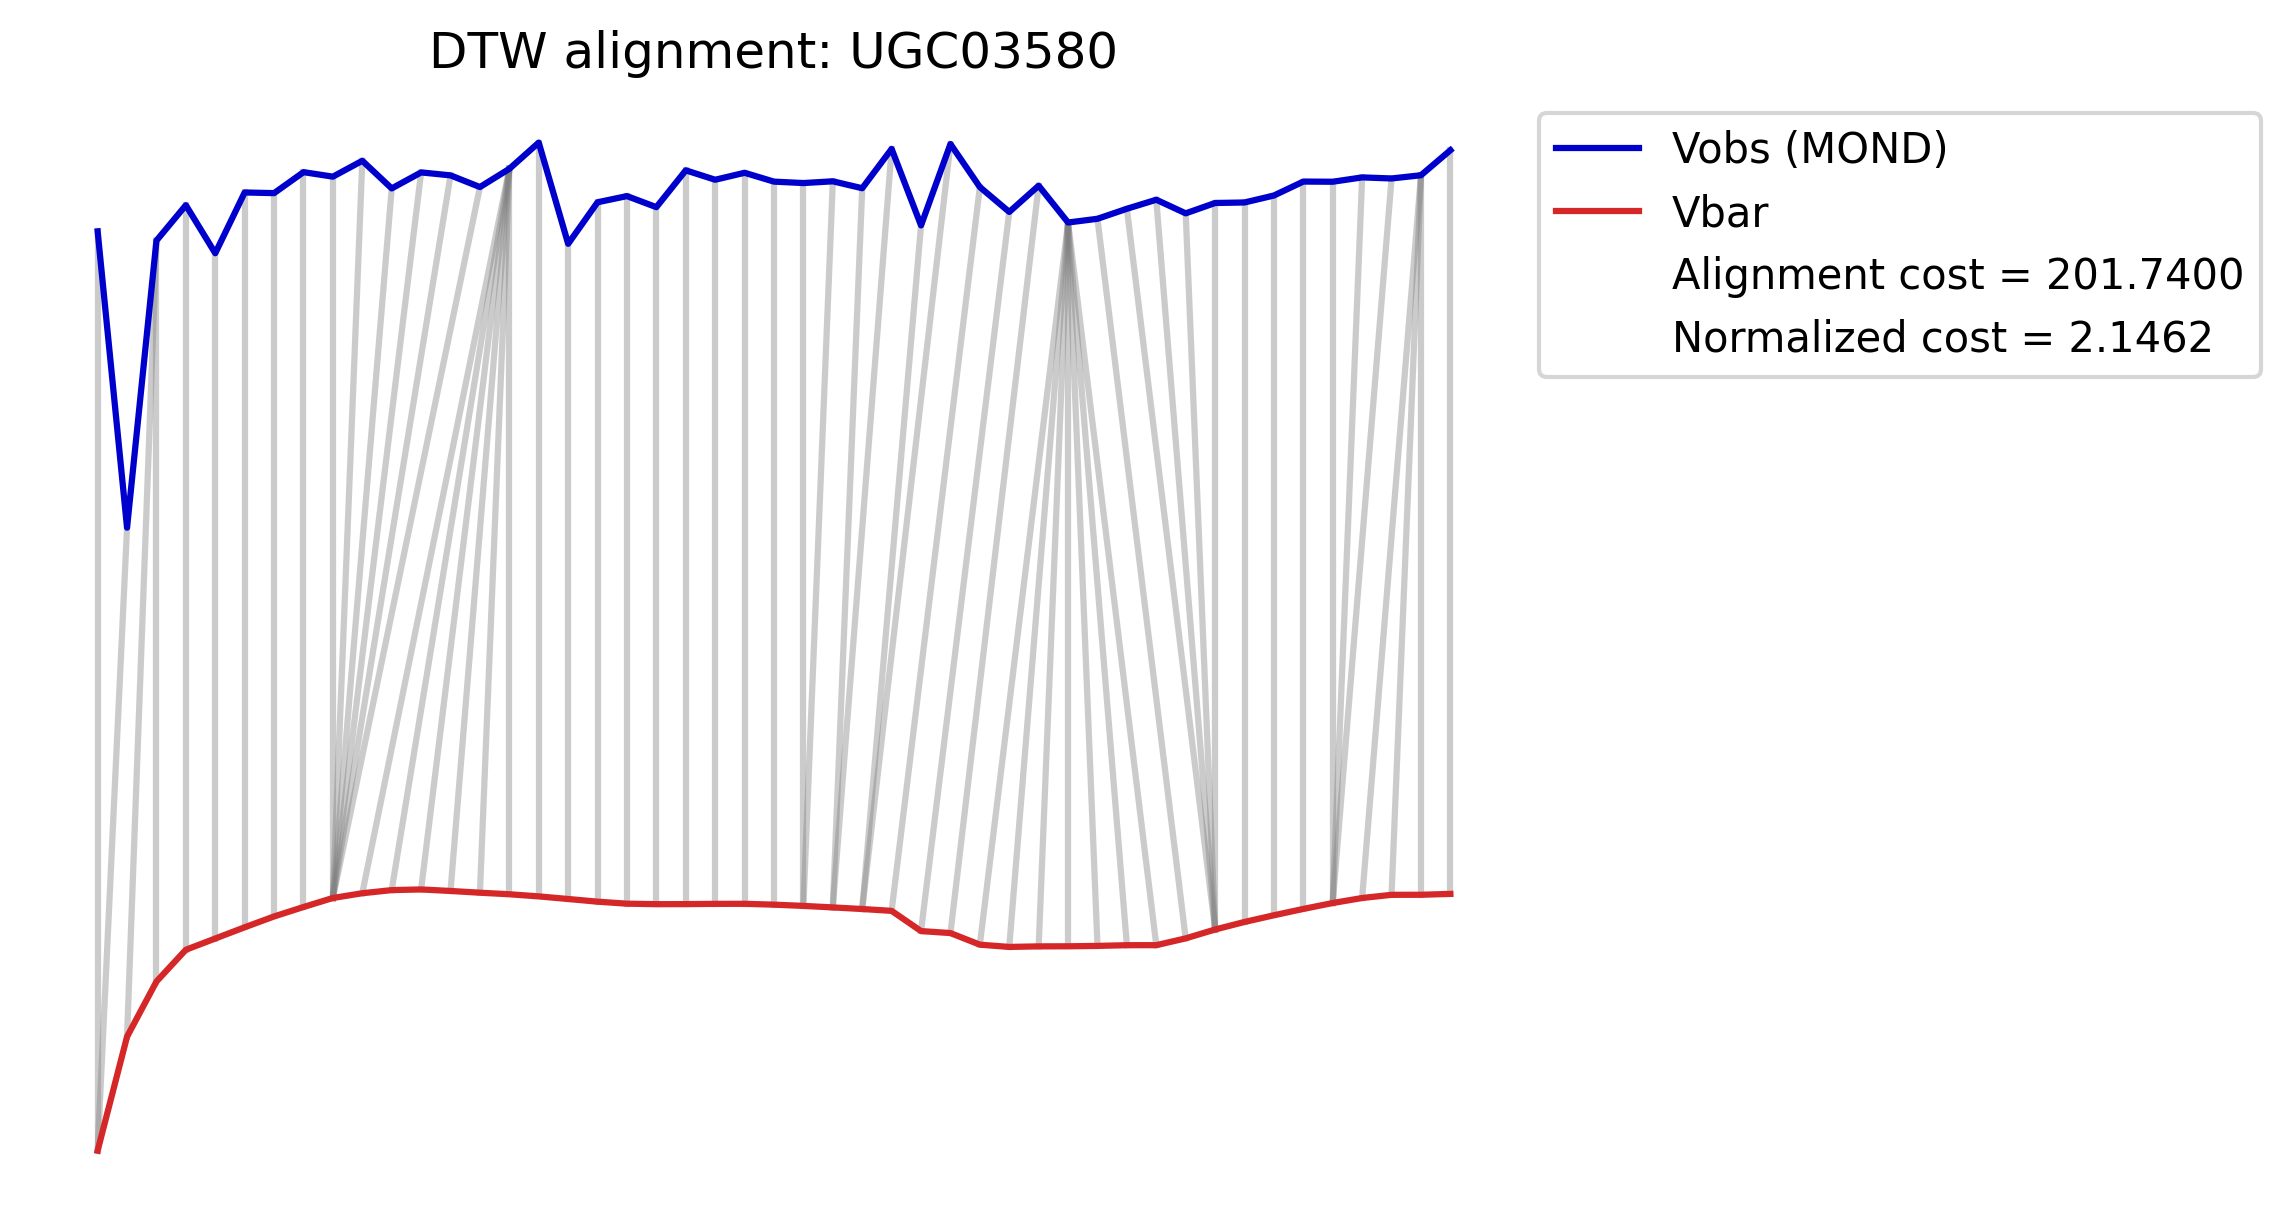 DTW alignment: UGC03580
Vobs (MOND)
Vbar
Alignment cost = 201.7400
Normalized cost = 2.1462